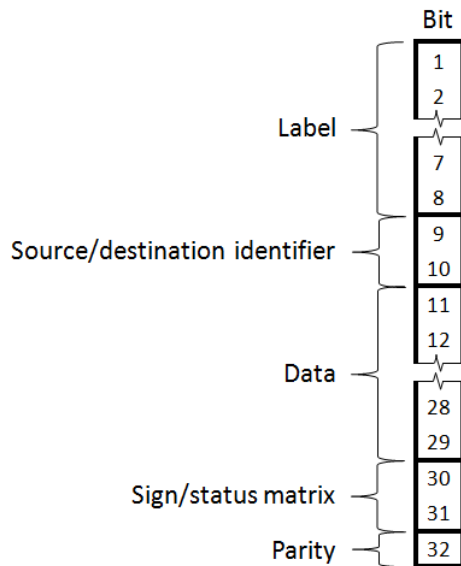 Bit
1
2
Label
7
8
9
Source/destination identifier
10
11
12
Data
28
29
30
Sign/status matrix
31
Parity 32